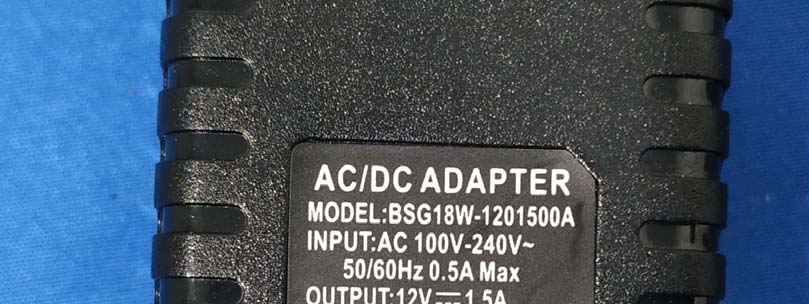 AC/DC ADAPTER
MODEL:BSG18W-1201500A
INPUT:AC 100V-240V~
50/60Hz 0.5A Max
OUTPUT:12V⎓1.5A